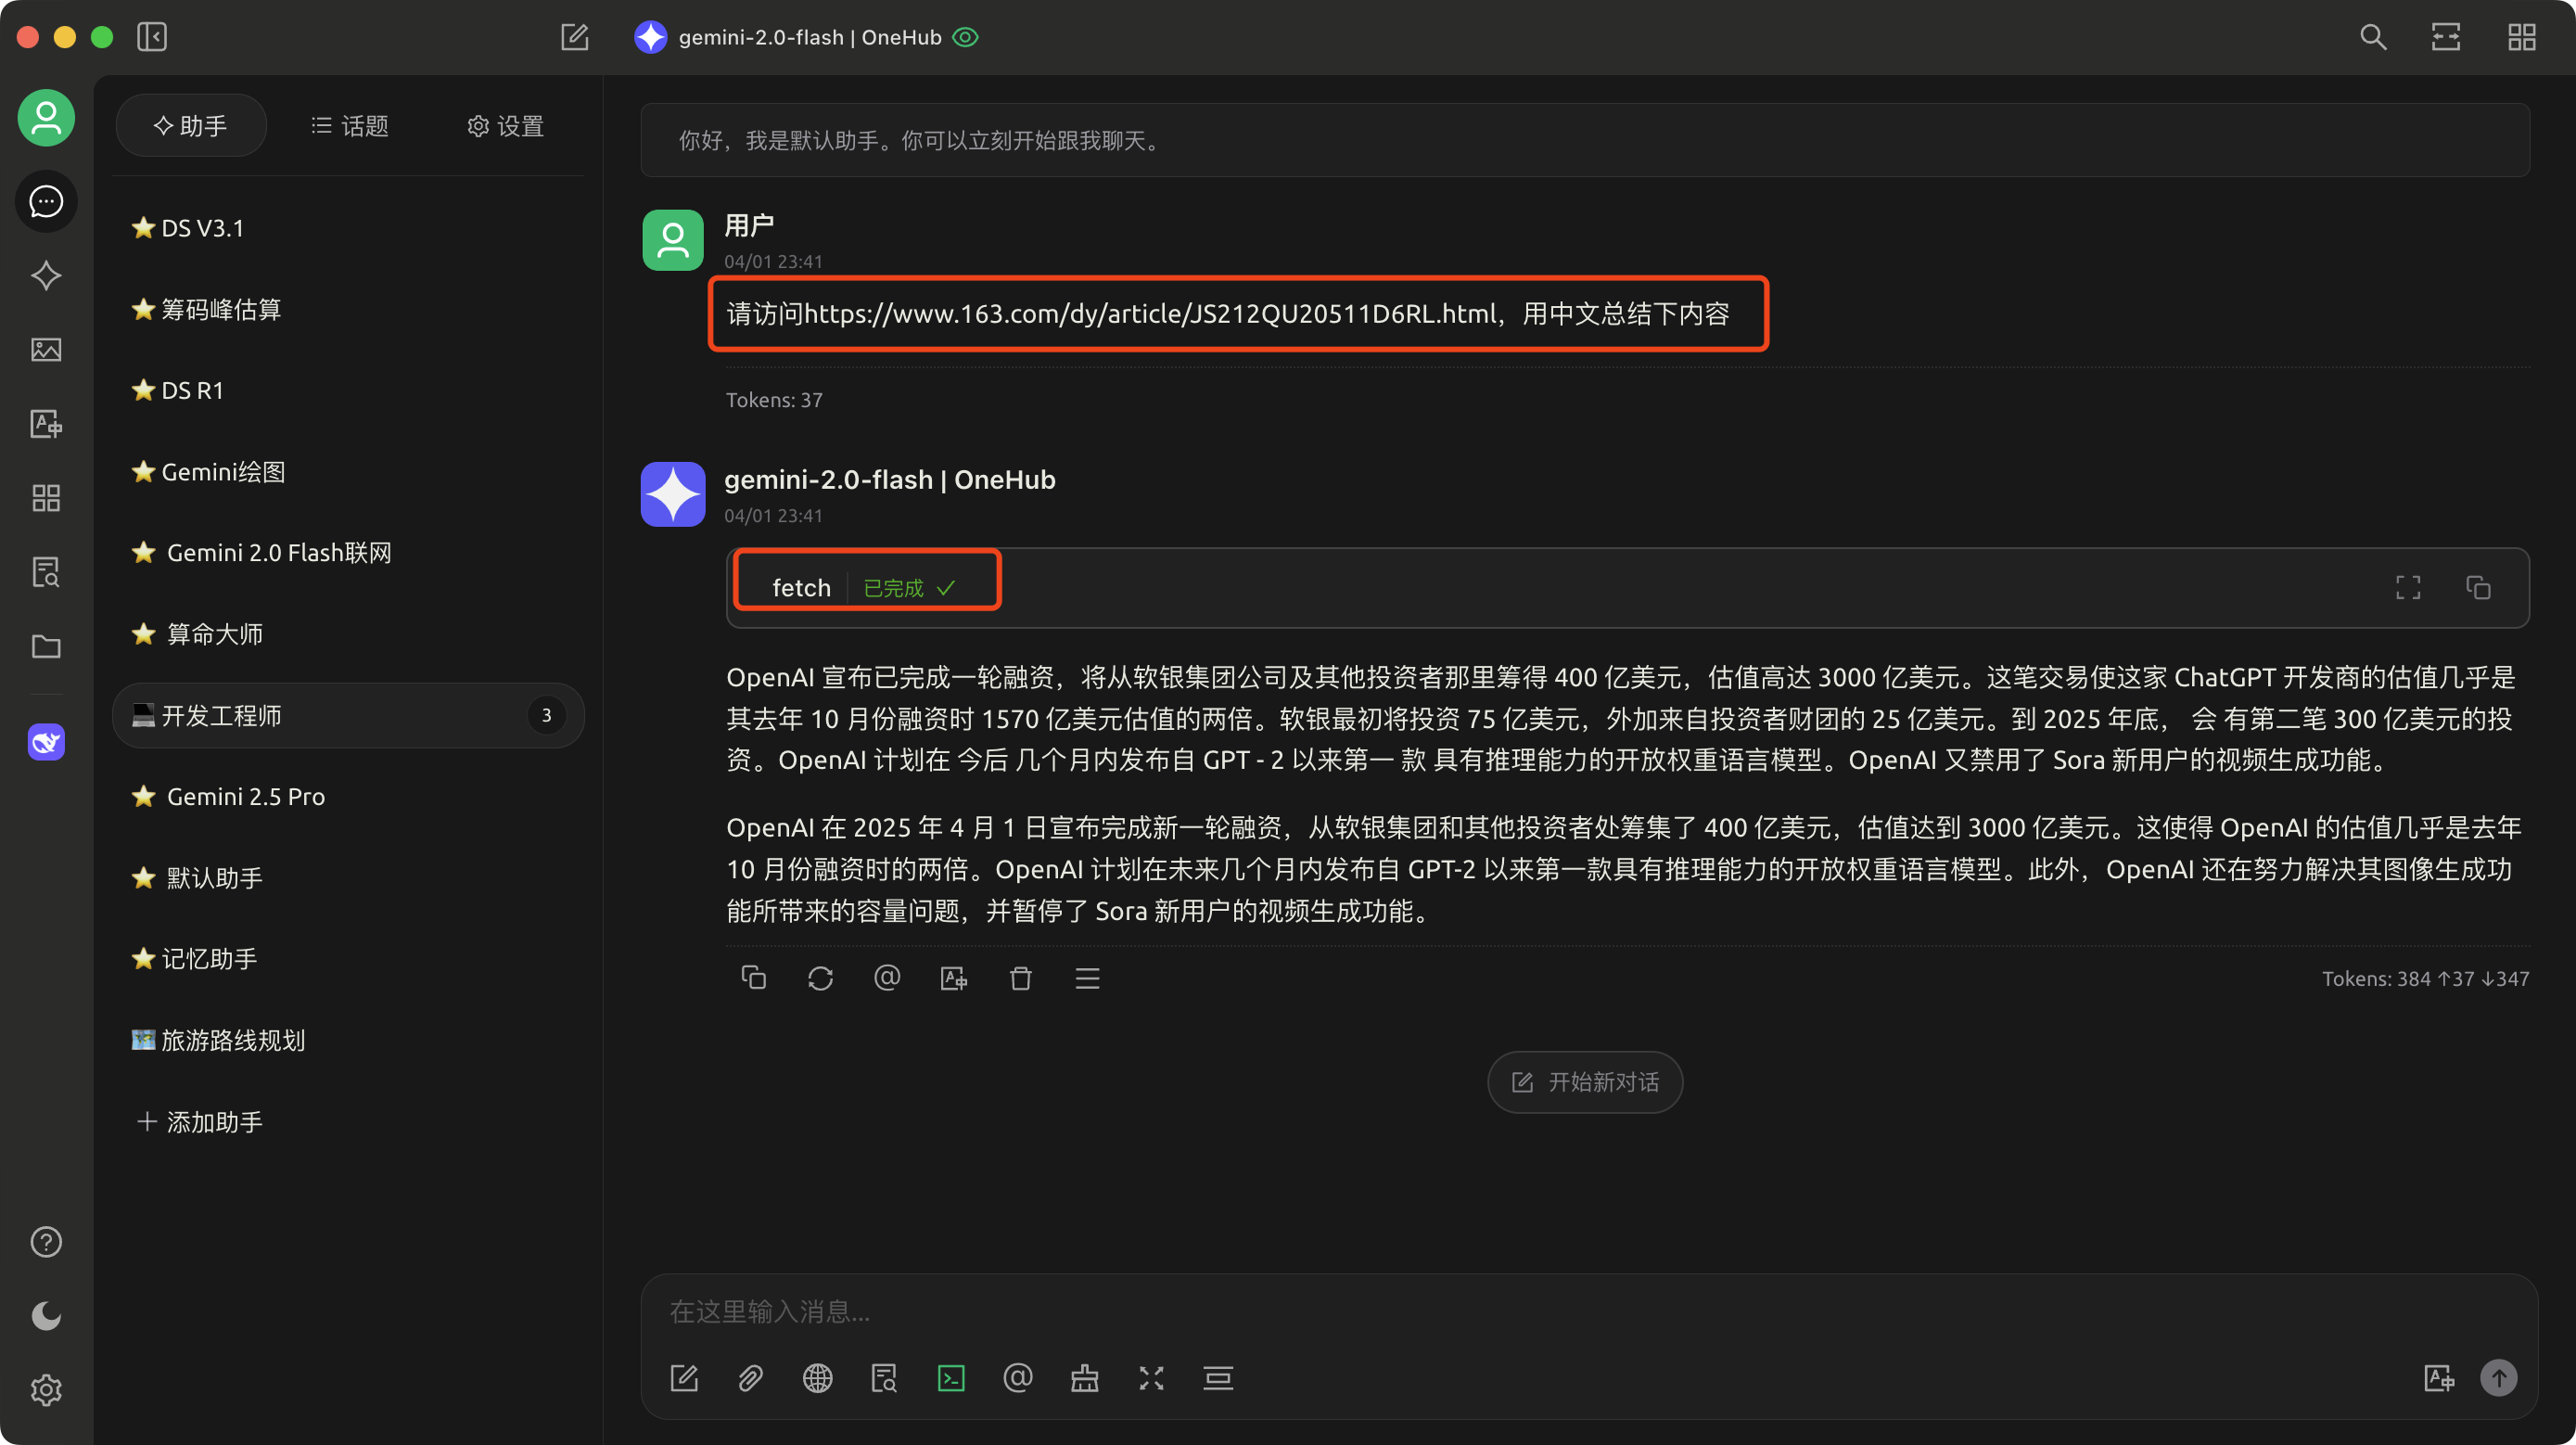 gemini-2.0-flash | OneHub
助手
话题
设置
DS V3.1
筹码峰估算
DS R1
Gemini绘图
Gemini 2.0 Flash联网
算命大师
开发工程师
3
Gemini 2.5 Pro
默认助手
记忆助手
旅游路线规划
添加助手
你好，我是默认助手。你可以立刻开始跟我聊天。
用户
04/01 23:41
请访问https://www.163.com/dy/article/JS212QU20511D6RL.html，用中文总结下内容
Tokens: 37
gemini-2.0-flash | OneHub
04/01 23:41
fetch 已完成
OpenAI 宣布已完成一轮融资，将从软银集团公司及其他投资者那里筹得 400 亿美元，估值高达 3000 亿美元。这笔交易使这家 ChatGPT 开发商的估值几乎是
其去年 10 月份融资时 1570 亿美元估值的两倍。软银最初将投资 75 亿美元，外加来自投资者财团的 25 亿美元。到 2025 年底， 会 有第二笔 300 亿美元的投
资。OpenAI 计划在 今后 几个月内发布自 GPT - 2 以来第一 款 具有推理能力的开放权重语言模型。OpenAI 又禁用了 Sora 新用户的视频生成功能。
OpenAI 在 2025 年 4 月 1 日宣布完成新一轮融资，从软银集团和其他投资者处筹集了 400 亿美元，估值达到 3000 亿美元。这使得 OpenAI 的估值几乎是去年
10 月份融资时的两倍。OpenAI 计划在未来几个月内发布自 GPT-2 以来第一款具有推理能力的开放权重语言模型。此外，OpenAI 还在努力解决其图像生成功
能所带来的容量问题，并暂停了 Sora 新用户的视频生成功能。
Tokens: 384 ↑37 ↓347
开始新对话
在这里输入消息...